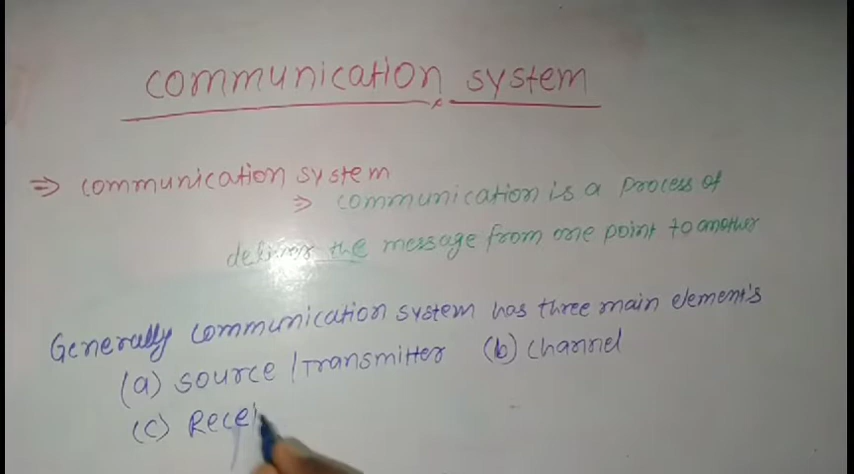 communication system
⇒ communication system
⇒ communication is a process of
the message from one point to another
Generally communication system has three main element's
(a) source / Transmitter (b) channel
(c) Recei